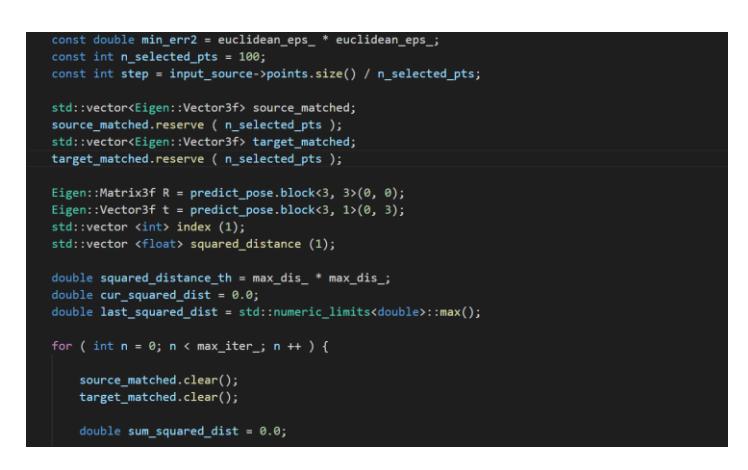 const double min_err2 = euclidean_eps_ * euclidean_eps_;
const int n_selected_pts = 100;
const int step = input_source->points.size() / n_selected_pts;
std::vector<Eigen::Vector3f> source_matched;
source_matched.reserve ( n_selected_pts );
std::vector<Eigen::Vector3f> target_matched;
target_matched.reserve ( n_selected_pts );
Eigen::Matrix3f R = predict_pose.block<3, 3>(0, 0);
Eigen::Vector3f t = predict_pose.block<3, 1>(0, 3);
std::vector <int> index (1);
std::vector <float> squared_distance (1);
double squared_distance_th = max_dis_ * max_dis_;
double cur_squared_dist = 0.0;
double last_squared_dist = std::numeric_limits<double>::max();
for ( int n = 0; n < max_iter_; n ++ ) {
source_matched.clear();
target_matched.clear();
double sum_squared_dist = 0.0;